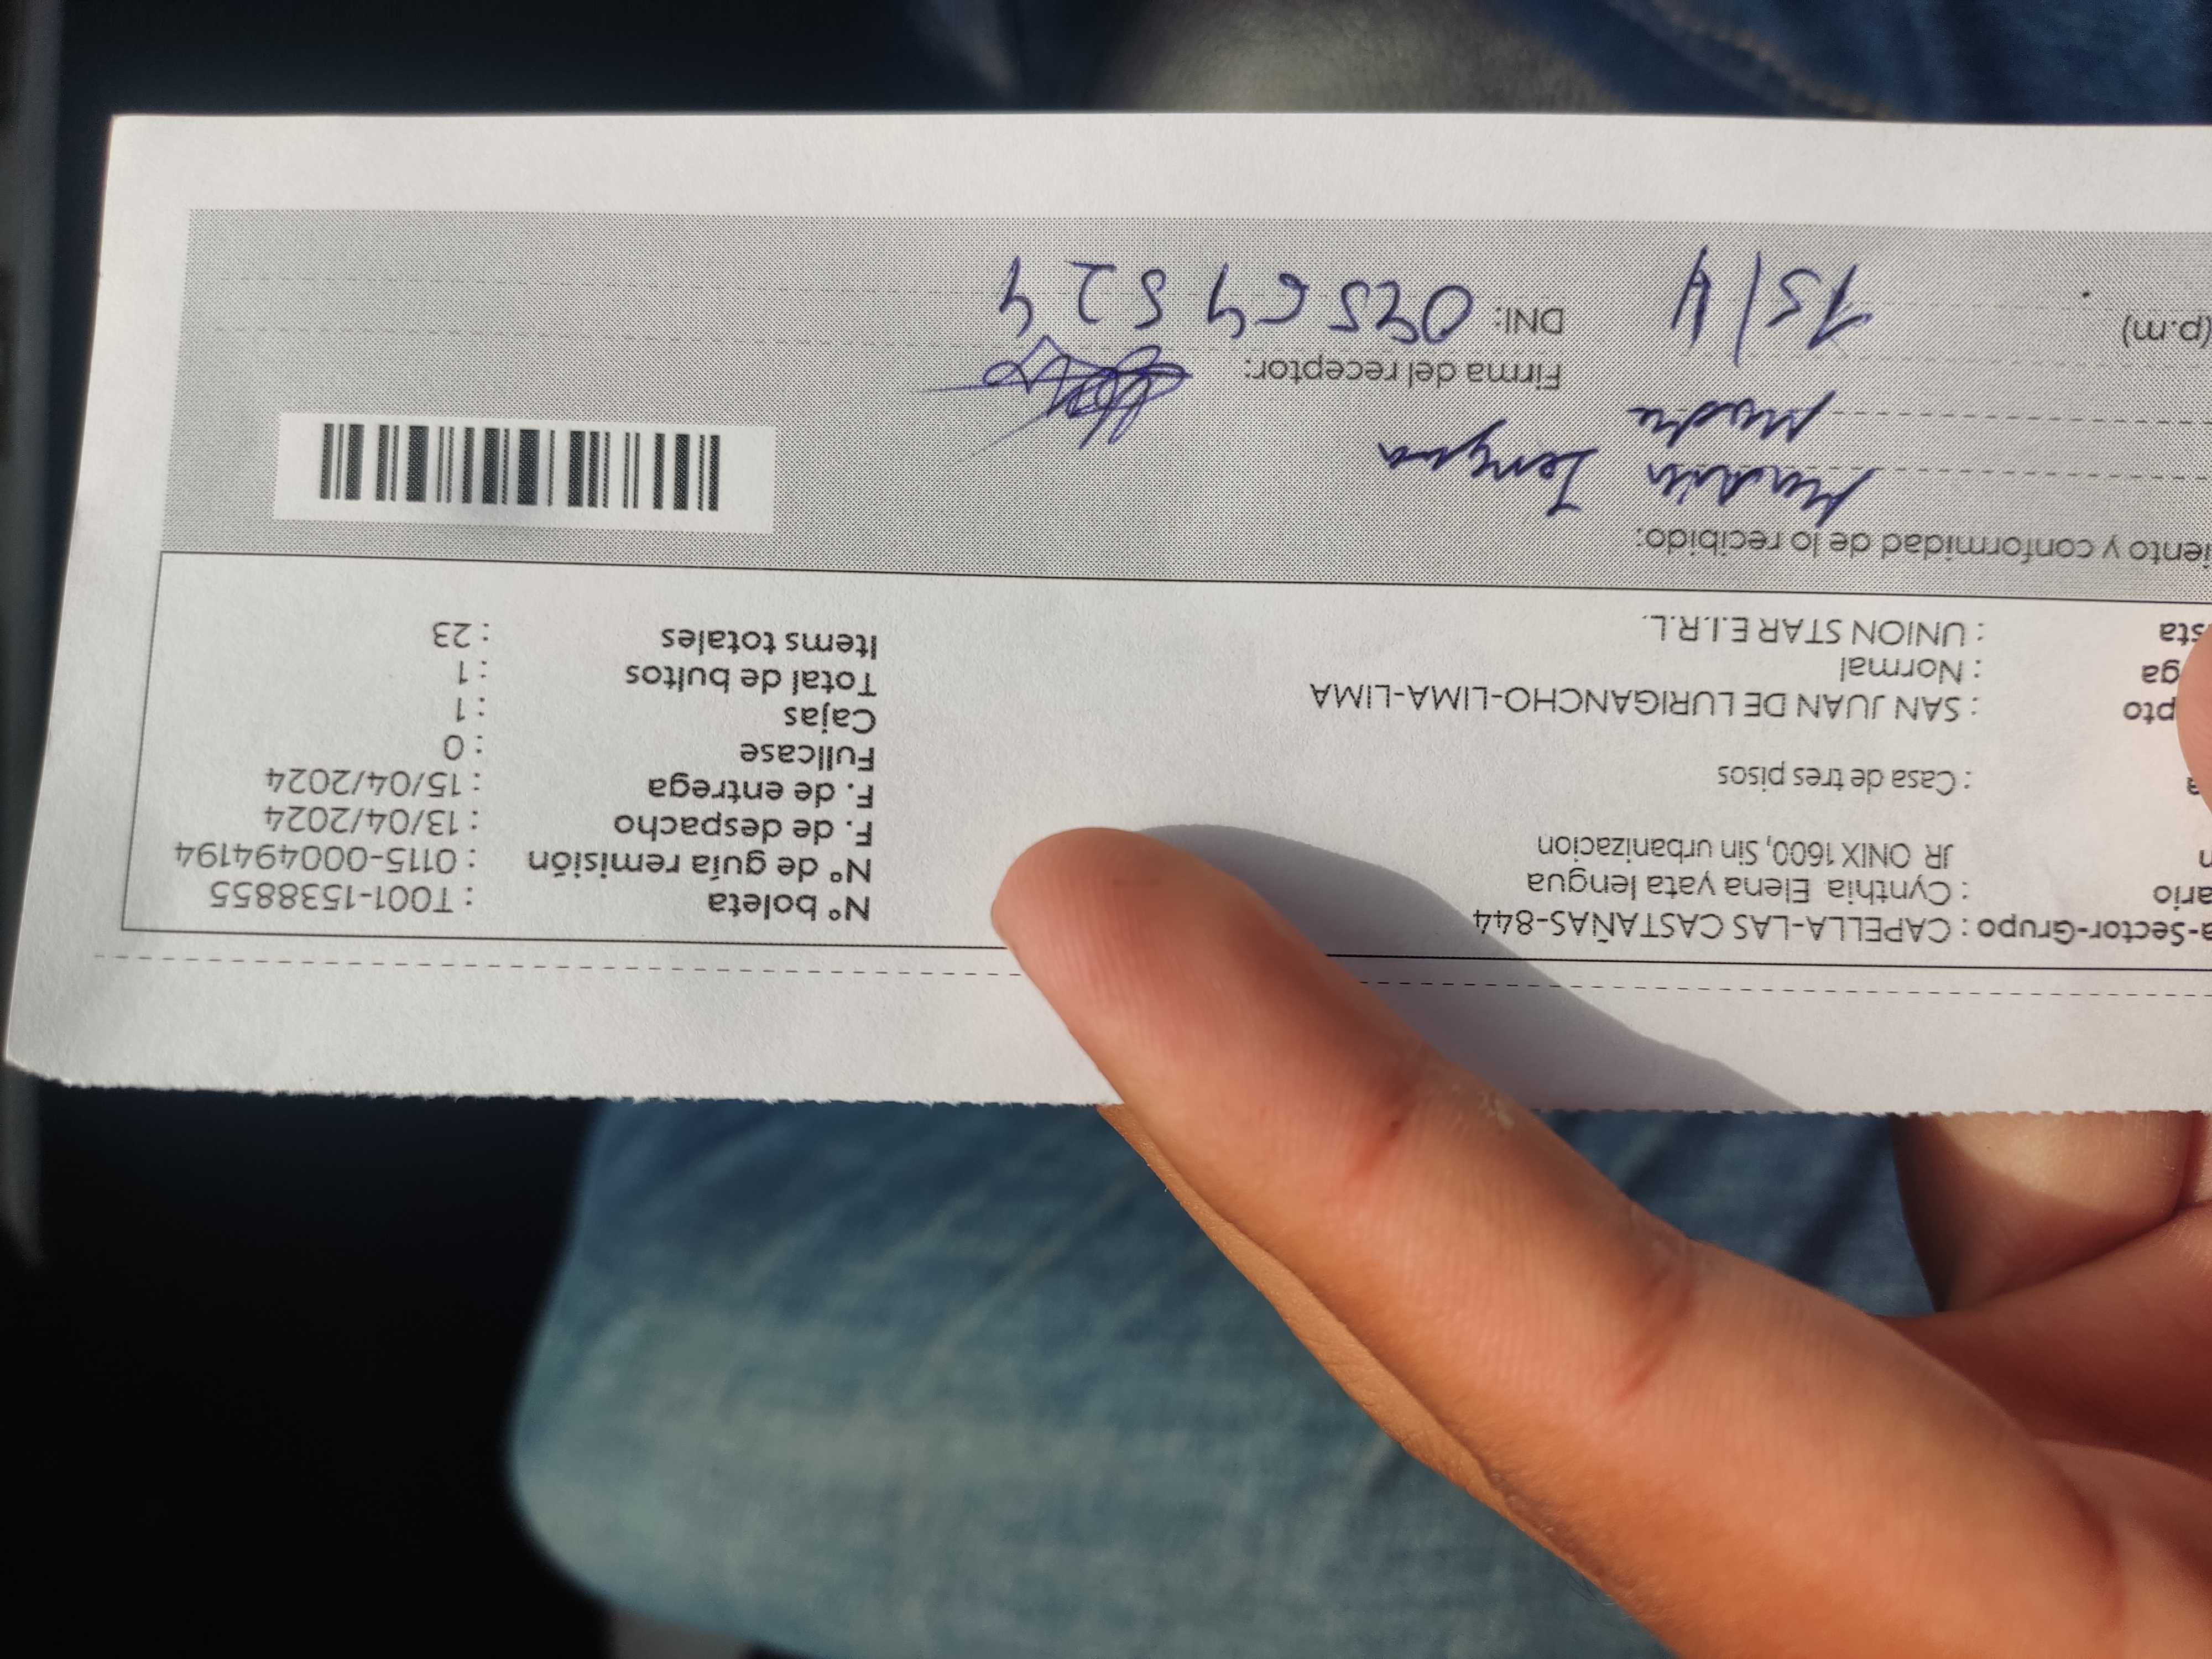 a-Sector-Grupo : CAPELLA-LAS CASTAÑAS-844
ario : Cynthia Elena yata lengua
n JR ONIX 1600, Sin urbanizacion
a : Casa de tres pisos
pto : SAN JUAN DE LURIGANCHO-LIMA-LIMA
ga : Normal
sta : UNION STAR E.I.R.L.
N° boleta : T001-1538855
N° de guía remisión : 0115-000494194
F. de despacho : 13/04/2024
F. de entrega : 15/04/2024
Fullcase : 0
Cajas : 1
Total de bultos : 1
Items totales : 23
iento y conformidad de lo recibido:
Lengua
Madre
Firma del receptor:
(p.m) 15/4 DNI: